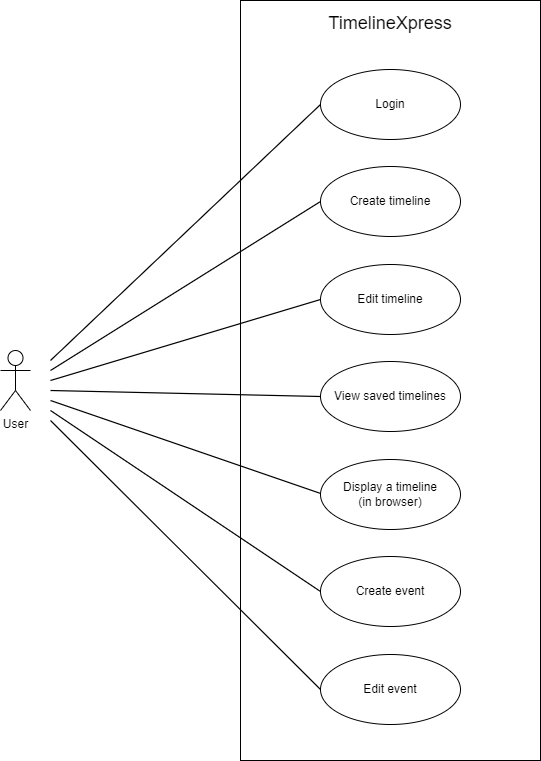 TimelineXpress
Login
Create timeline
Edit timeline
View saved timelines
Display a timeline
(in browser)
Create event
Edit event
User